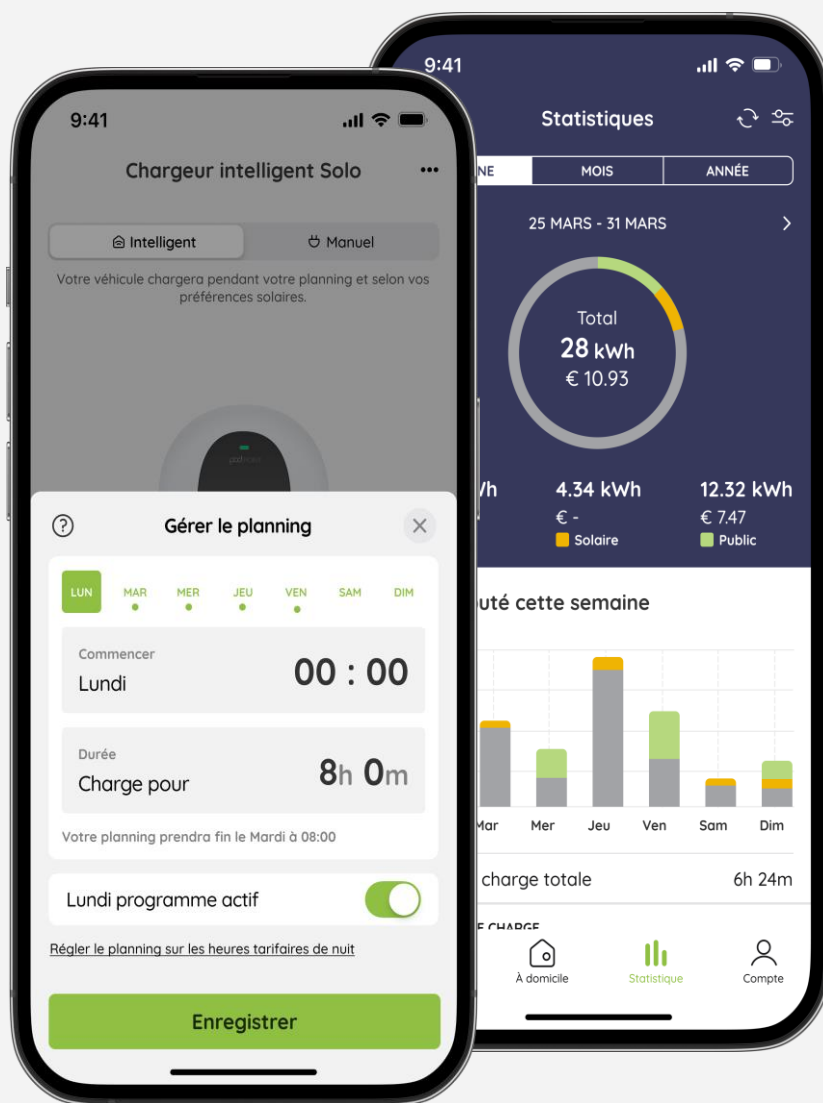 9:41
Chargeur intelligent Solo
Intelligent
Manuel
Votre véhicule chargera pendant votre planning et selon vos
préférences solaires.
Gérer le planning
LUN MAR MER JEU VEN SAM DIM
Commencer
Lundi
00 : 00
Durée
Charge pour
8h 0m
Votre planning prendra fin le Mardi à 08:00
Lundi programme actif
Régler le planning sur les heures tarifaires de nuit
Enregistrer
9:41
Statistiques
NE MOIS ANNÉE
25 MARS - 31 MARS
Total
28 kWh
€ 10.93
4.34 kWh
€ -
Solaire
12.32 kWh
€ 7.47
Public
cette semaine
Mar Mer Jeu Ven Sam Dim
charge totale
6h 24m
CHARGE
À domicile
Statistique
Compte